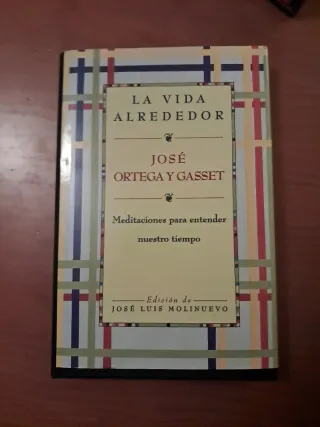 LA VIDA
ALREDEDOR
JOSÉ
ORTEGA Y GASSET
Meditaciones para entender
nuestro tiempo
Edición de
JOSÉ LUIS MOLINUEVO